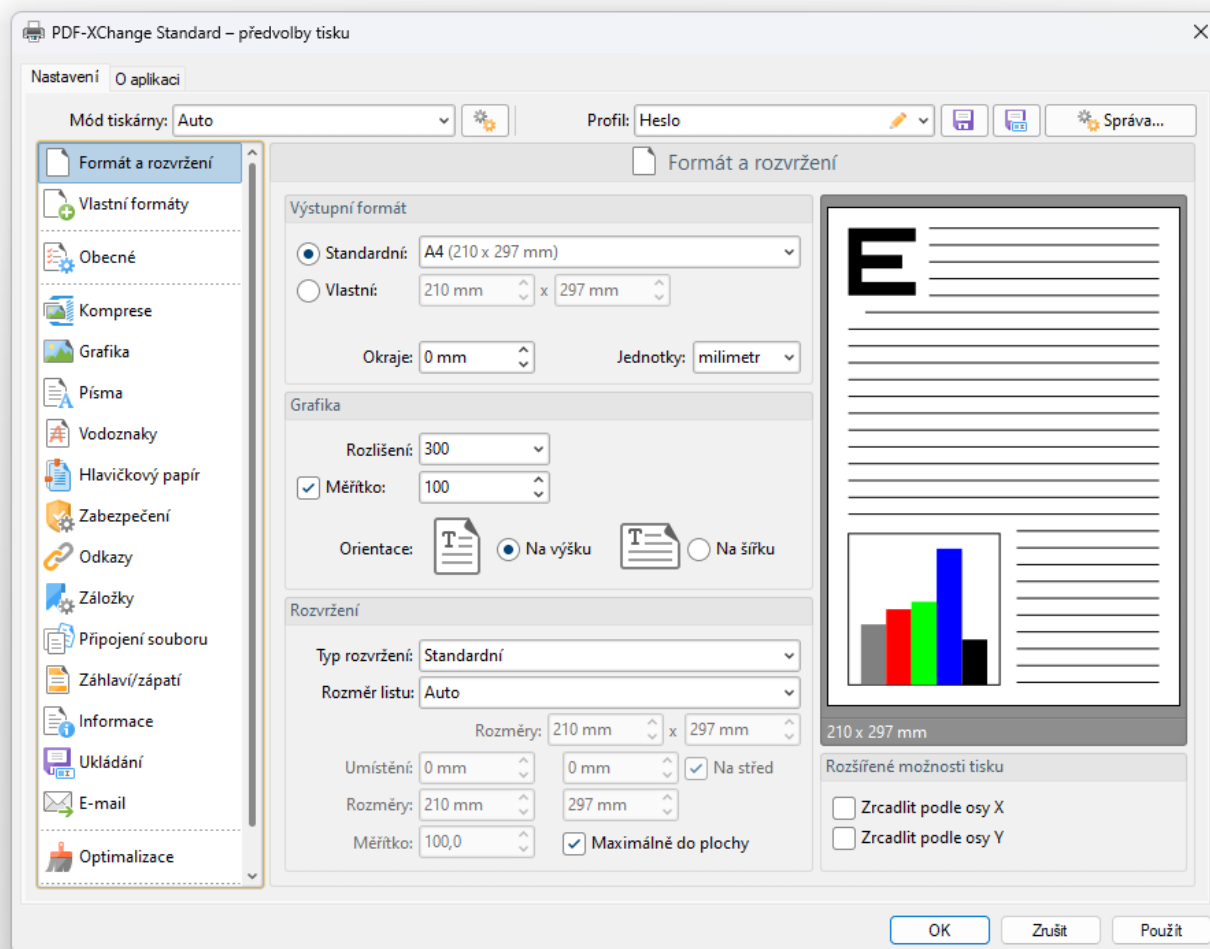 PDF-XChange Standard – předvolby tisku
Nastavení O aplikaci
Mód tiskárny: Auto Profil: Heslo Správa...
Formát a rozvržení
Vlastní formáty
Obecné
Komprese
Grafika
Písma
Vodoznaky
Hlavičkový papír
Zabezpečení
Odkazy
Záložky
Připojení souboru
Záhlaví/zápatí
Informace
Ukládání
E-mail
Optimalizace
Formát a rozvržení
Výstupní formát
Standardní: A4 (210 x 297 mm)
Vlastní: 210 mm x 297 mm
Okraje: 0 mm Jednotky: milimetr
Grafika
Rozlišení: 300
Měřítko: 100
Orientace: T Na výšku T Na šířku
Rozvržení
Typ rozvržení: Standardní
Rozměr listu: Auto
Rozměry: 210 mm x 297 mm
Umístění: 0 mm 0 mm Na střed
Rozměry: 210 mm 297 mm
Měřítko: 100,0 Maximálně do plochy
E
210 x 297 mm
Rozšířené možnosti tisku
Zrcadlit podle osy X
Zrcadlit podle osy Y
OK Zrušit Použít